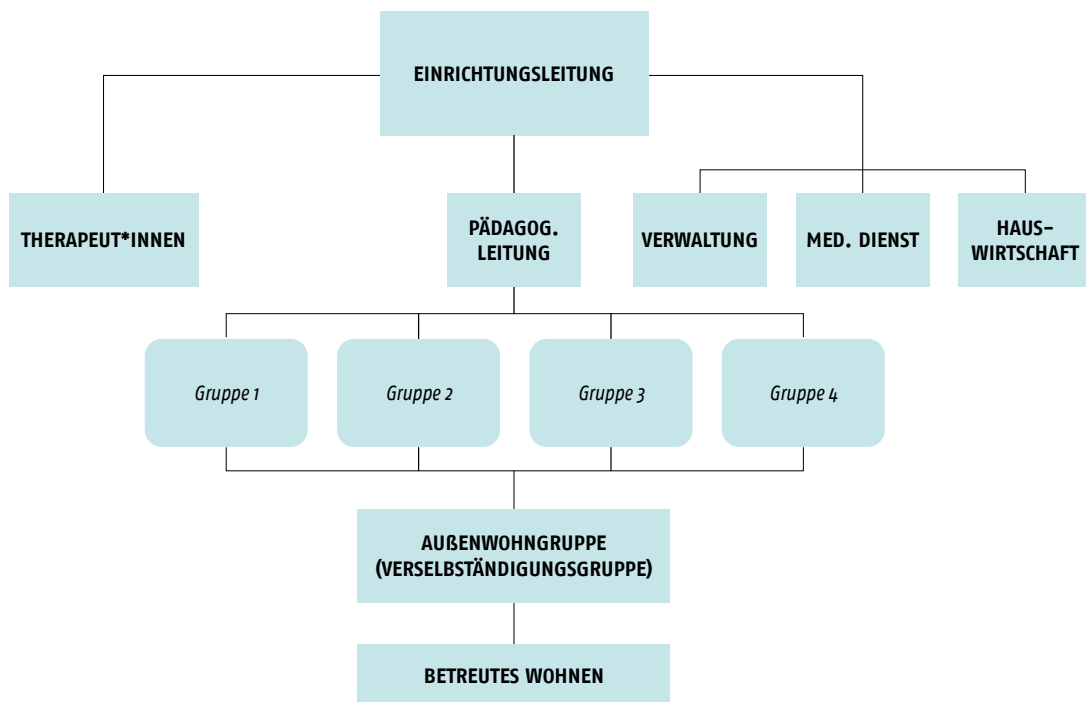 EINRICHTUNGSLEITUNG
THERAPEUT*INNEN
PÄDAGOG.
LEITUNG
VERWALTUNG
MED. DIENST
HAUS-
WIRTSCHAFT
Gruppe 1
Gruppe 2
Gruppe 3
Gruppe 4
AUßENWOHNGRUPPE
(VERSELBSTÄNDIGUNGSGRUPPE)
BETREUTES WOHNEN